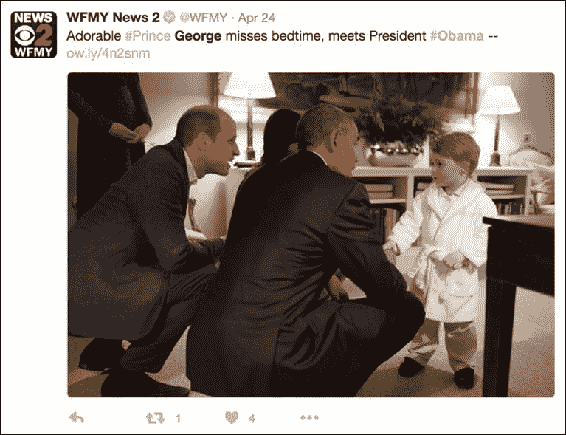 NEWS
2
WFMY
WFMY News 2 @WFMY · Apr 24
Adorable #Prince George misses bedtime, meets President #Obama --
ow.ly/4n2snm
1
4